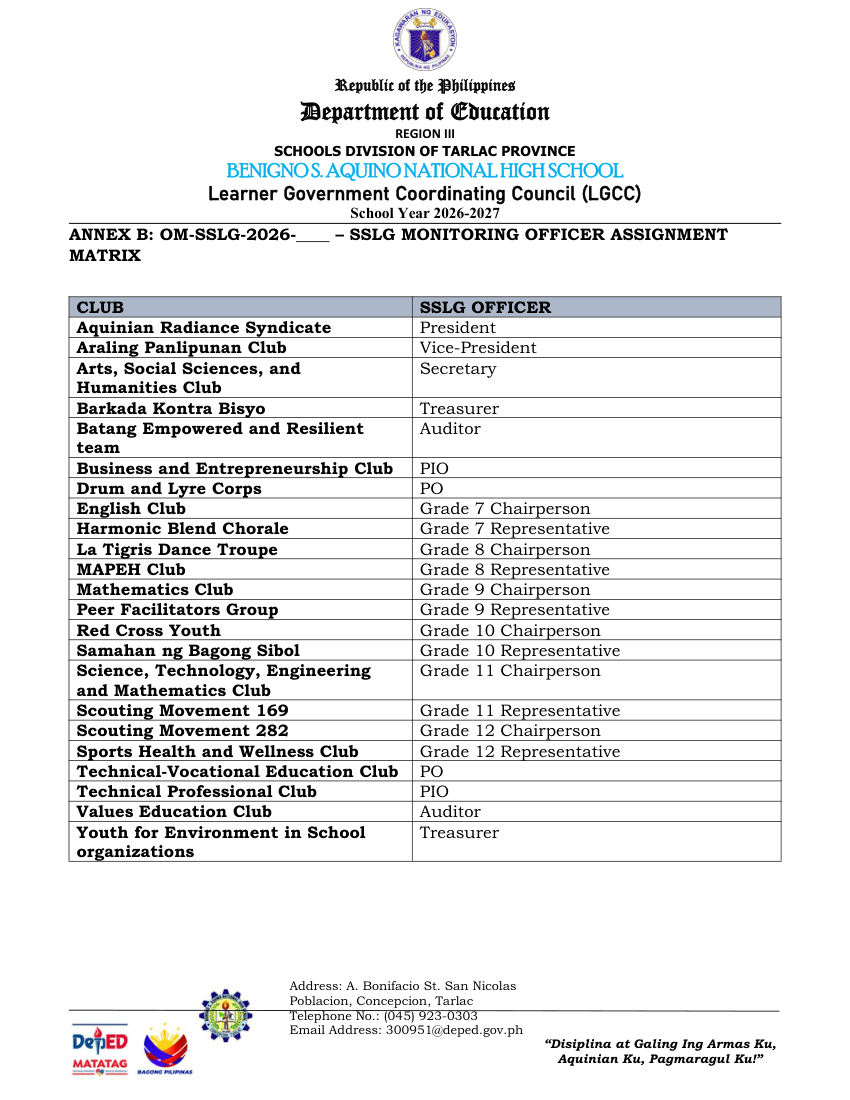 KAGAWARAN NG EDUKASYON
REPUBLIKA NG PILIPINAS
Republic of the Philippines
Department of Education
REGION III
SCHOOLS DIVISION OF TARLAC PROVINCE
BENIGNO S. AQUINO NATIONAL HIGH SCHOOL
Learner Government Coordinating Council (LGCC)
School Year 2026-2027
ANNEX B: OM-SSLG-2026-____ – SSLG MONITORING OFFICER ASSIGNMENT
MATRIX
CLUB SSLG OFFICER
Aquinian Radiance Syndicate President
Araling Panlipunan Club Vice-President
Arts, Social Sciences, and Secretary
Humanities Club
Barkada Kontra Bisyo Treasurer
Batang Empowered and Resilient Auditor
team
Business and Entrepreneurship Club PIO
Drum and Lyre Corps PO
English Club Grade 7 Chairperson
Harmonic Blend Chorale Grade 7 Representative
La Tigris Dance Troupe Grade 8 Chairperson
MAPEH Club Grade 8 Representative
Mathematics Club Grade 9 Chairperson
Peer Facilitators Group Grade 9 Representative
Red Cross Youth Grade 10 Chairperson
Samahan ng Bagong Sibol Grade 10 Representative
Science, Technology, Engineering Grade 11 Chairperson
and Mathematics Club
Scouting Movement 169 Grade 11 Representative
Scouting Movement 282 Grade 12 Chairperson
Sports Health and Wellness Club Grade 12 Representative
Technical-Vocational Education Club PO
Technical Professional Club PIO
Values Education Club Auditor
Youth for Environment in School Treasurer
organizations
Address: A. Bonifacio St. San Nicolas
Poblacion, Concepcion, Tarlac
Telephone No.: (045) 923-0303
Email Address: 300951@deped.gov.ph
DepED
MATATAG
BAGONG PILIPINAS
“Disiplina at Galing Ing Armas Ku,
Aquinian Ku, Pagmaragul Ku!”